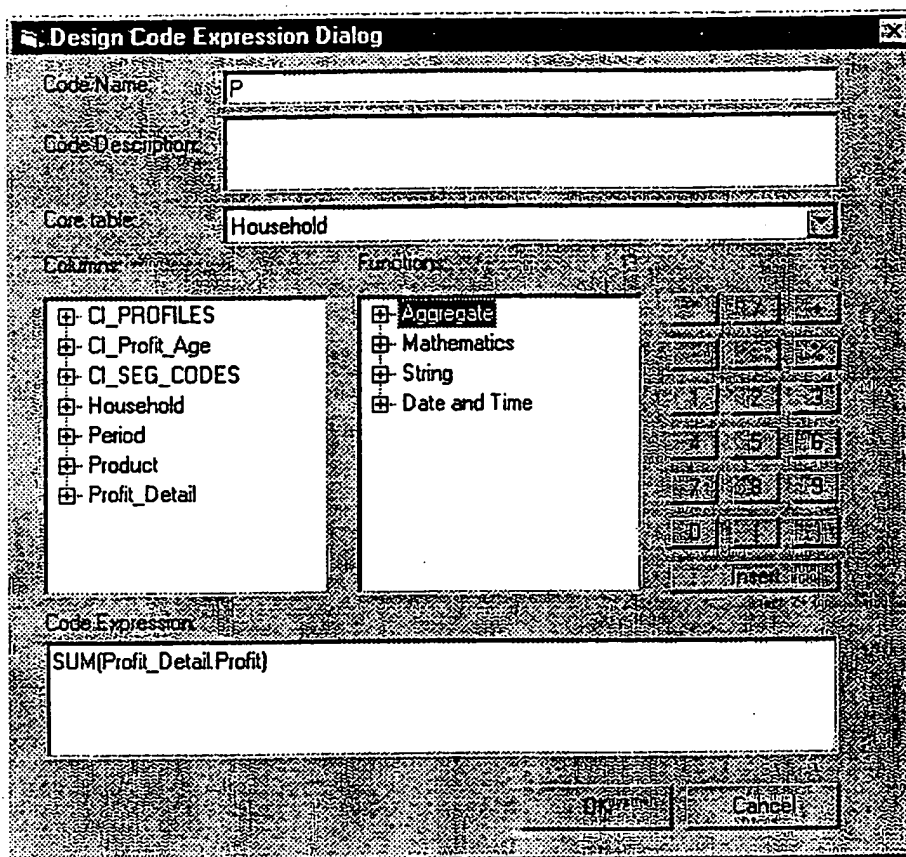 Design Code Expression Dialog
Code Name:
P
Code Description:
Core table:
Household
Columns:
Functions:
CI_PROFILES
CI_Profit_Age
CI_SEG_CODES
Household
Period
Product
Profit_Detail
Aggregate
Mathematics
String
Date and Time
1 2 3
4 5 6
7 8 9
0
Insert
Code Expression:
SUM(Profit_Detail.Profit)
OK
Cancel